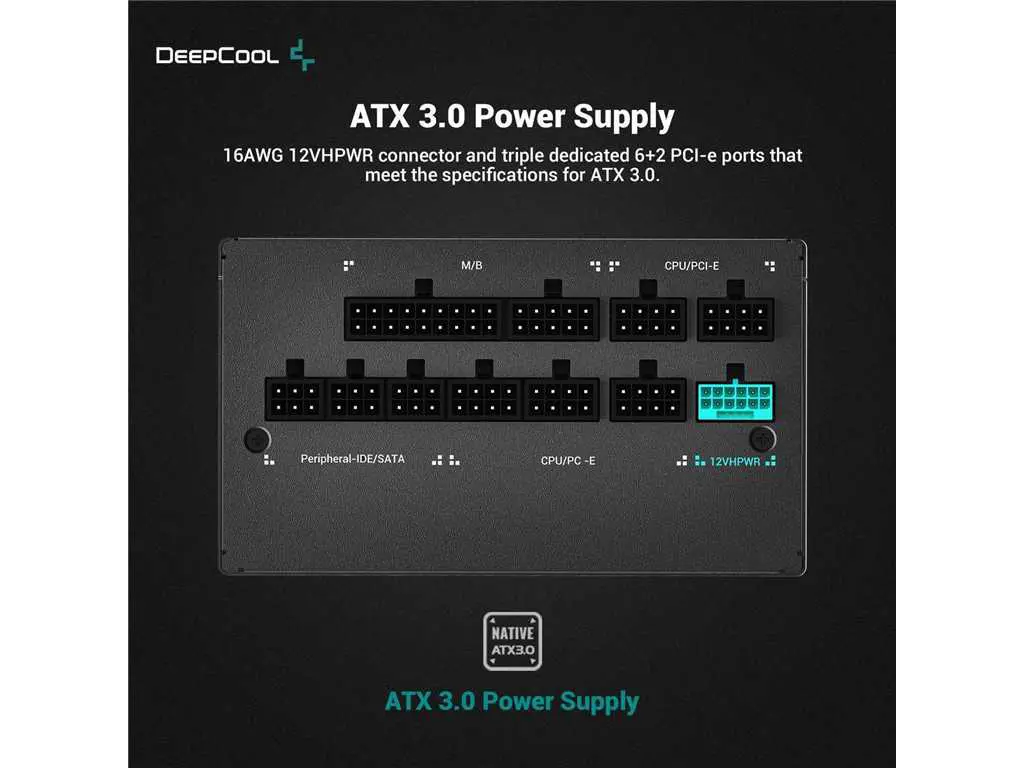 DEEPCOOL
ATX 3.0 Power Supply
16AWG 12VHPWR connector and triple dedicated 6+2 PCI-e ports that
meet the specifications for ATX 3.0.
M/B
CPU/PCI-E
Peripheral-IDE/SATA
CPU/PC -E
12VHPWR
NATIVE
ATX3.0
ATX 3.0 Power Supply